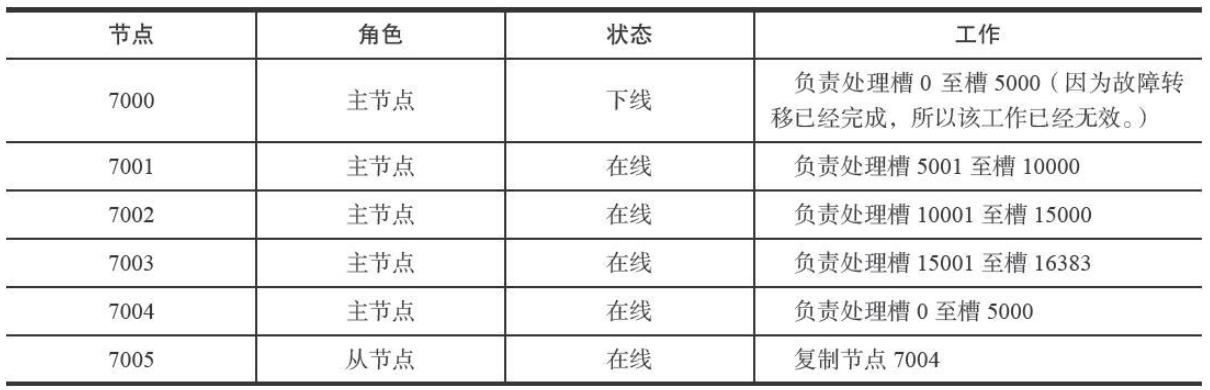 节点 角色 状态 工作
7000 主节点 下线 负责处理槽 0 至槽 5000（因为故障转
移已经完成，所以该工作已经无效。）
7001 主节点 在线 负责处理槽 5001 至槽 10000
7002 主节点 在线 负责处理槽 10001 至槽 15000
7003 主节点 在线 负责处理槽 15001 至槽 16383
7004 主节点 在线 负责处理槽 0 至槽 5000
7005 从节点 在线 复制节点 7004